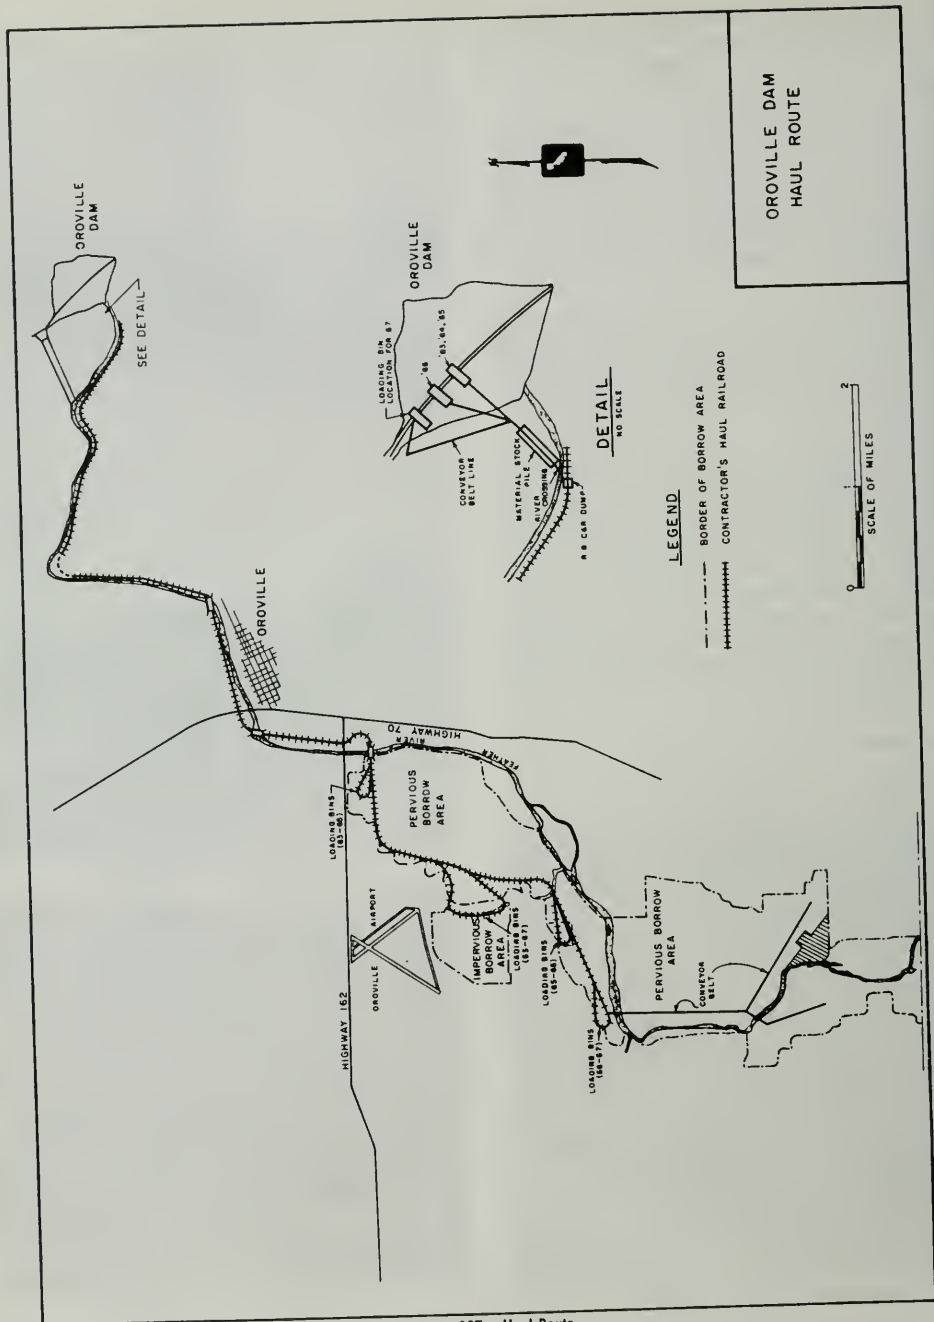 OROVILLE DAM
HAUL ROUTE
OROVILLE
DAM
SEE DETAIL
OROVILLE
HIGHWAY 70
FEATHER RIVER
HIGHWAY 162
LOADING BINS
(63-65)
PERVIOUS
BORROW
AREA
OROVILLE AIRPORT
IMPERVIOUS
BORROW
AREA
LOADING BINS
(63-67)
LOADING BINS
(65-66)
LOADING BINS
(66-67)
PERVIOUS BORROW
AREA
CONVEYOR
BELT
OROVILLE
DAM
LOADING BIN
LOCATION FOR 67
'66
'63,'64,'65
CONVEYOR
BELT LINE
MATERIAL STOCK
PILE
RIVER
CROSSING
R R CAR DUMP
DETAIL
NO SCALE
LEGEND
BORDER OF BORROW AREA
CONTRACTOR'S HAUL RAILROAD
0 1 2
SCALE OF MILES
Haul Route